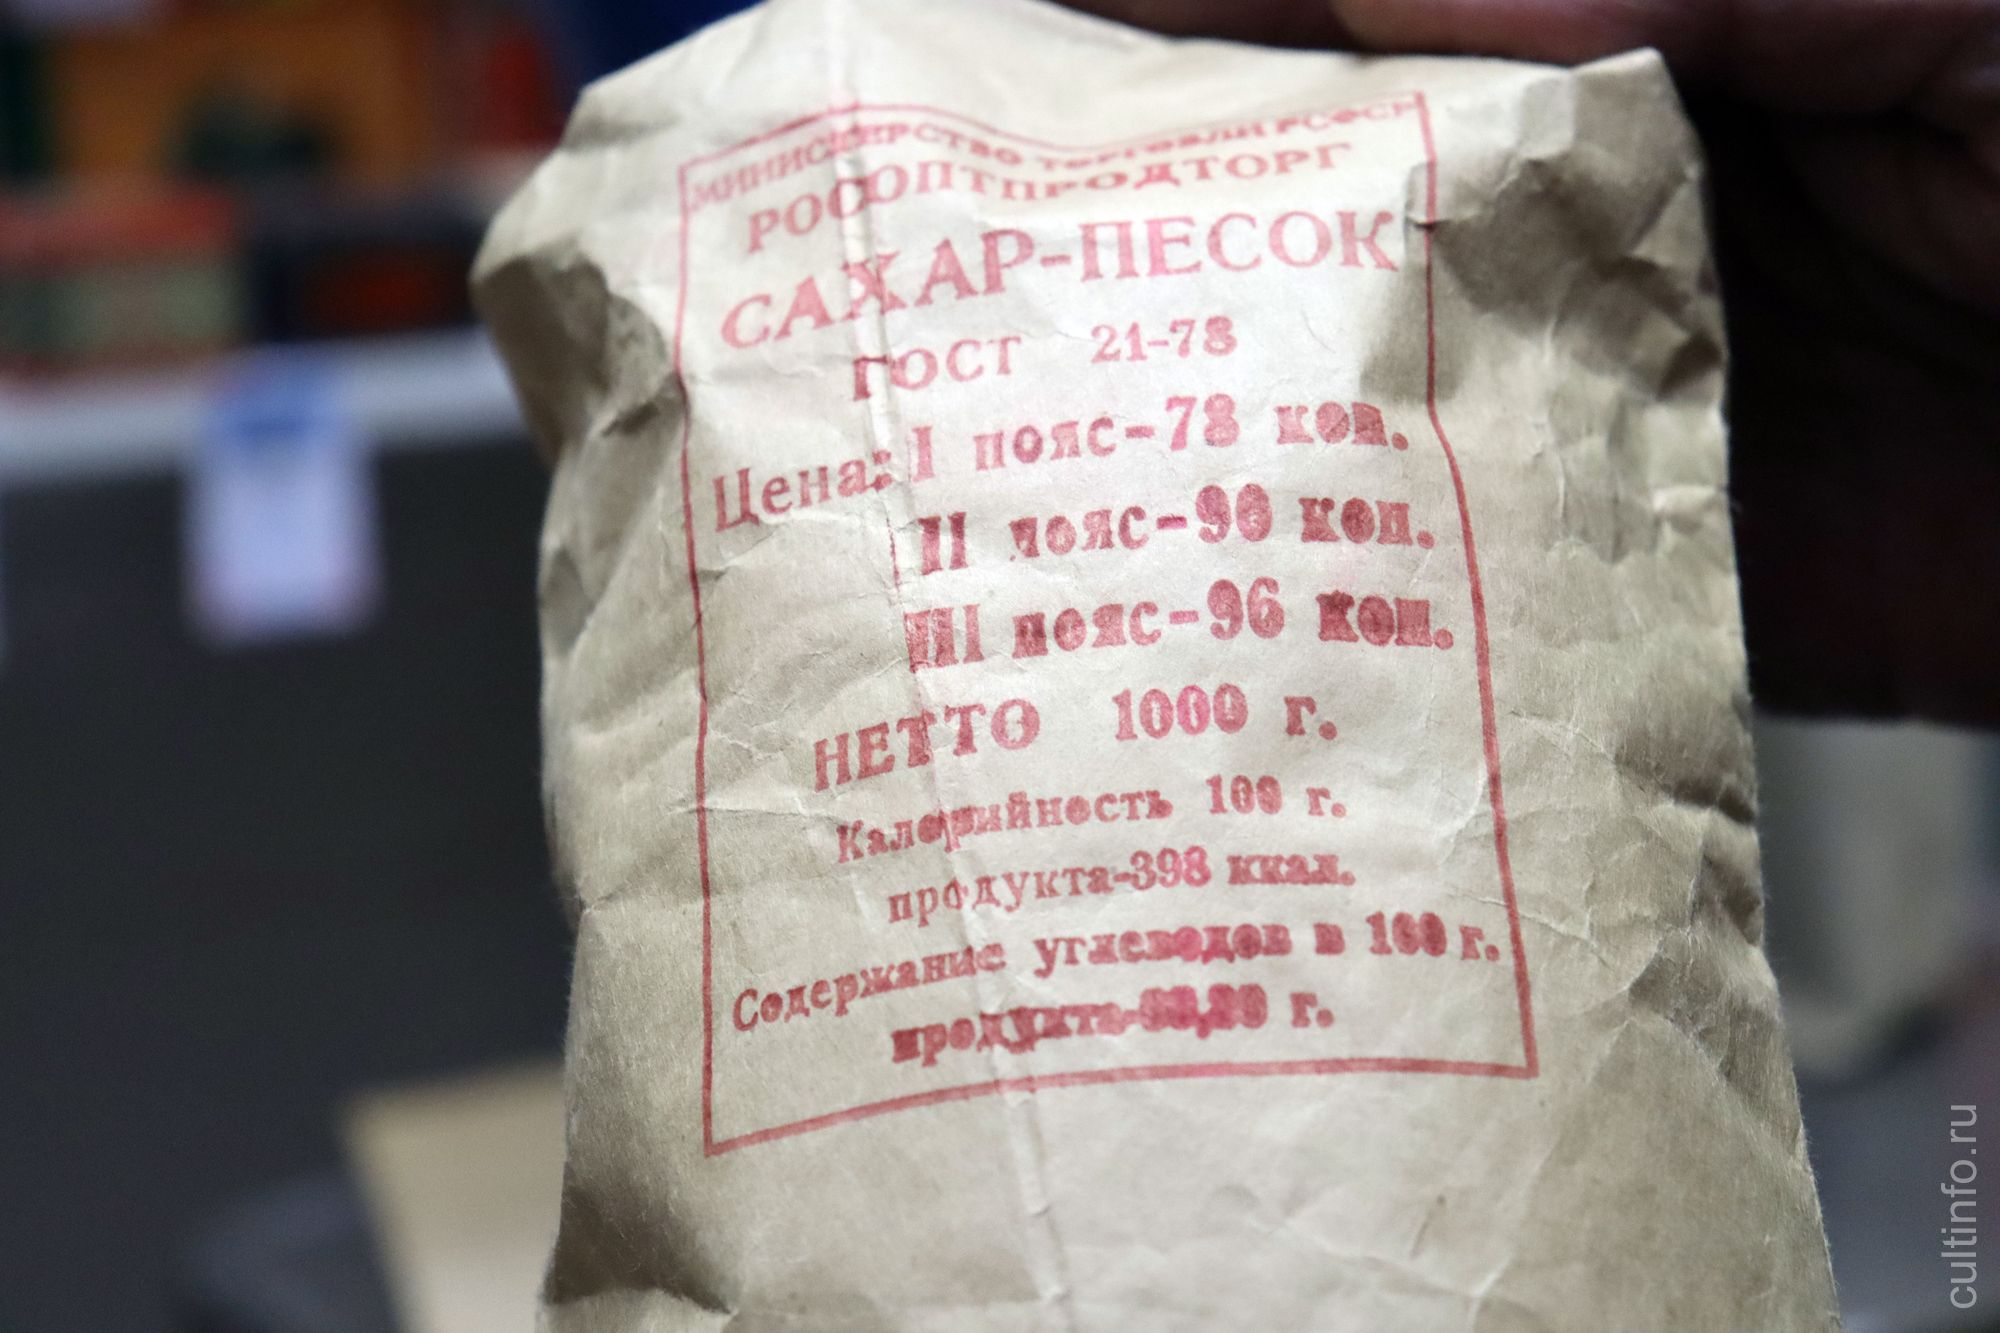 МИНИСТЕРСТВО ТОРГОВЛИ РСФСР
РОСОПТПРОДТОРГ
САХАР-ПЕСОК
ГОСТ 21-78
Цена: I пояс-78 коп.
II пояс-90 коп.
III пояс-96 коп.
НЕТТО 1000 г.
Калорийность 100 г.
продукта-398 ккал.
Содержание углеводов в 100 г.
продукта- г.
cultinfo.ru